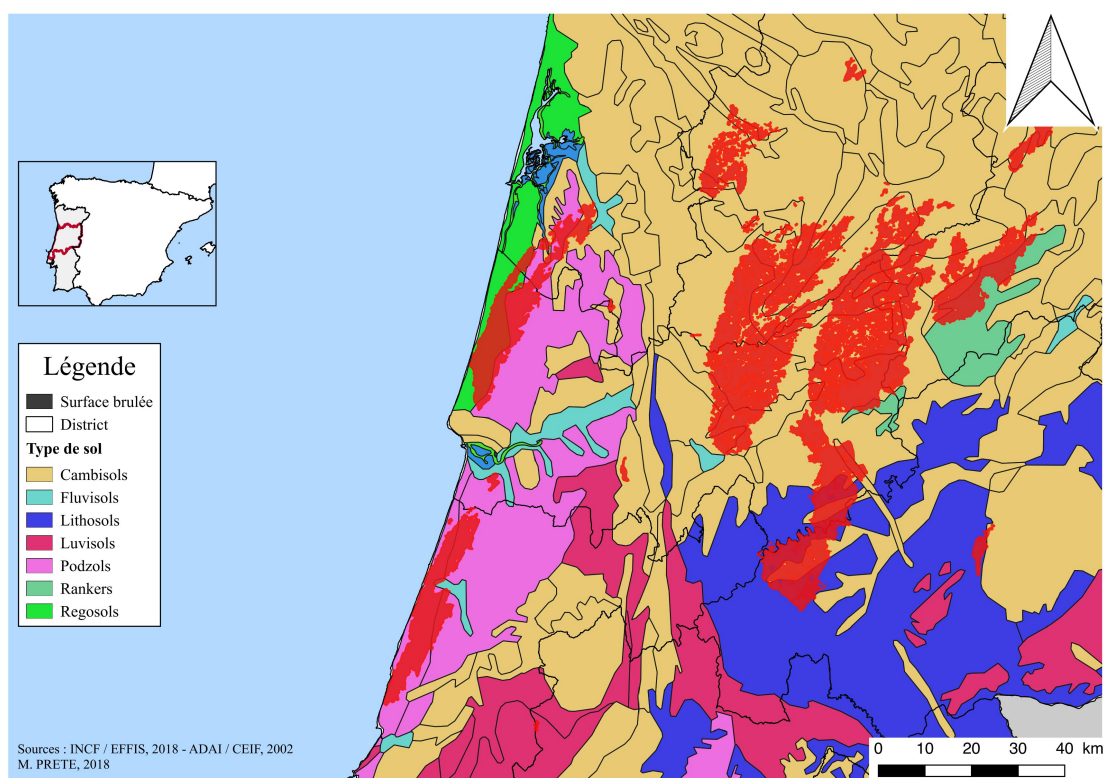 Légende
Surface brulée
District
Type de sol
Cambisols
Fluvisols
Lithosols
Luvisols
Podzols
Rankers
Regosols
Sources : INCF / EFFIS, 2018 - ADAI / CEIF, 2002
M. PRETE, 2018
0 10 20 30 40 km